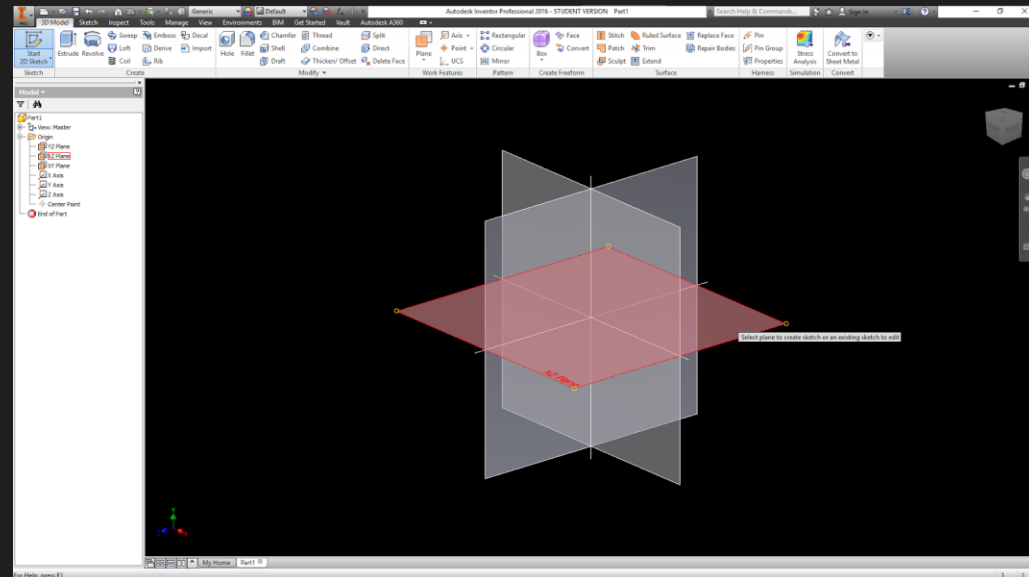 Autodesk Inventor Professional 2016 - STUDENT VERSION Part1
Search Help & Commands...
Sign In
Generic
Default
3D Model Sketch Inspect Tools Manage View Environments BIM Get Started Vault Autodesk A360
Start
2D Sketch
Sketch
Extrude Revolve
Sweep Emboss Decal
Loft Derive Import
Coil Rib
Create
Hole Fillet
Chamfer Thread Split
Shell Combine Direct
Draft Thicken/ Offset Delete Face
Modify
Plane
Axis
Point
UCS
Work Features
Rectangular
Circular
Mirror
Pattern
Box
Face
Convert
Create Freeform
Stitch Ruled Surface Replace Face
Patch Trim Repair Bodies
Sculpt Extend
Surface
Pin
Pin Group
Properties
Harness
Stress
Analysis
Simulation
Convert to
Sheet Metal
Convert
Model
Part1
View: Master
Origin
YZ Plane
XZ Plane
XY Plane
X Axis
Y Axis
Z Axis
Center Point
End of Part
Select plane to create sketch or an existing sketch to edit
XZ Plane
Y
My Home Part1
For Help, press F1
1